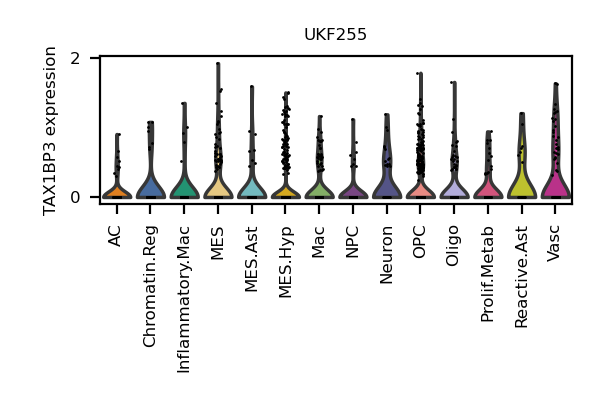 UKF255
TAX1BP3 expression
2
0
AC
Chromatin.Reg
Inflammatory.Mac
MES
MES.Ast
MES.Hyp
Mac
NPC
Neuron
OPC
Oligo
Prolif.Metab
Reactive.Ast
Vasc